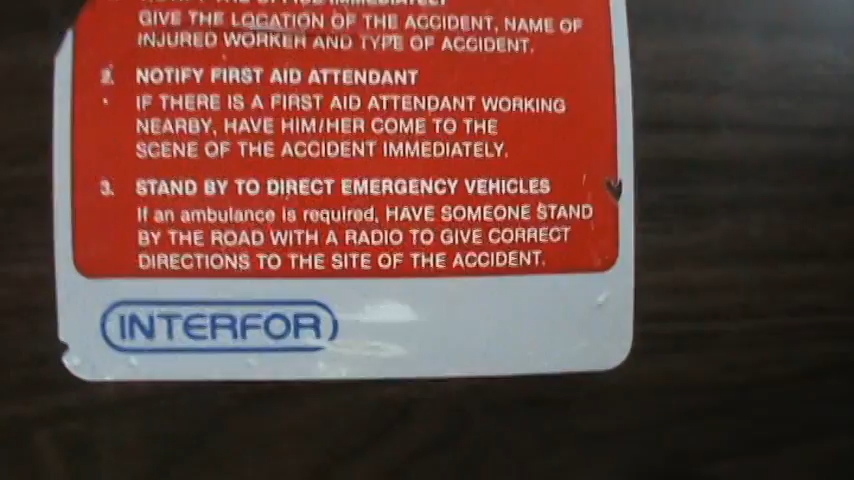 GIVE THE LOCATION OF THE ACCIDENT, NAME OF
INJURED WORKER AND TYPE OF ACCIDENT.
2. NOTIFY FIRST AID ATTENDANT
IF THERE IS A FIRST AID ATTENDANT WORKING
NEARBY, HAVE HIM/HER COME TO THE
SCENE OF THE ACCIDENT IMMEDIATELY.
3. STAND BY TO DIRECT EMERGENCY VEHICLES
If an ambulance is required, HAVE SOMEONE STAND
BY THE ROAD WITH A RADIO TO GIVE CORRECT
DIRECTIONS TO THE SITE OF THE ACCIDENT.
INTERFOR